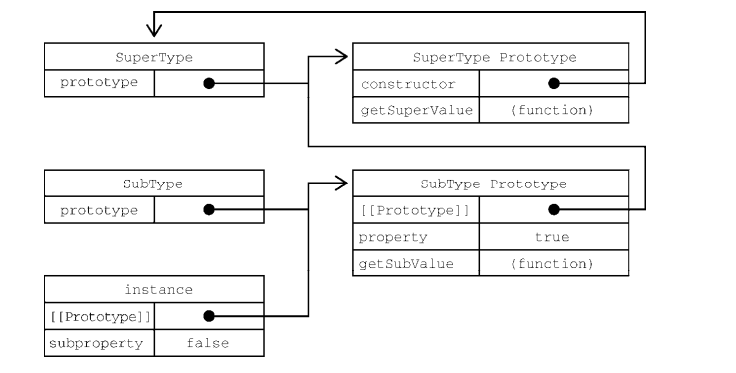 SuperType
prototype
SuperType Prototype
constructor
getSuperValue (function)
SubType
prototype
SubType Prototype
[[Prototype]]
property true
getSubValue (function)
instance
[[Prototype]]
subproperty false